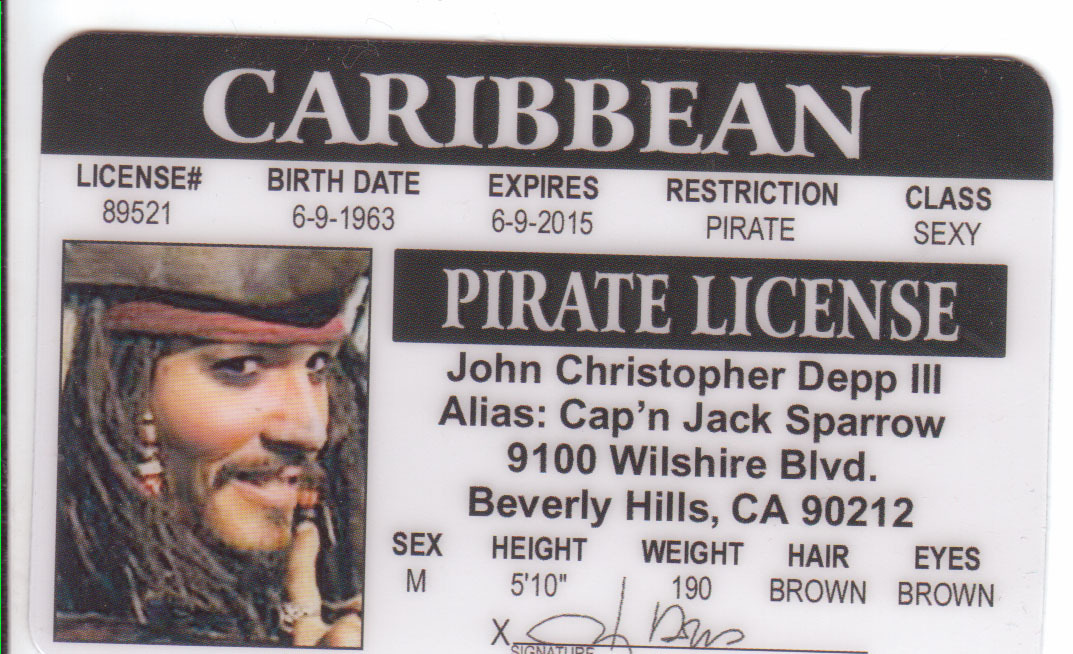 CARIBBEAN
LICENSE# BIRTH DATE EXPIRES RESTRICTION CLASS
89521 6-9-1963 6-9-2015 PIRATE SEXY
PIRATE LICENSE
John Christopher Depp III
Alias: Cap’n Jack Sparrow
9100 Wilshire Blvd.
Beverly Hills, CA 90212
SEX HEIGHT WEIGHT HAIR EYES
M 5'10" 190 BROWN BROWN
X
SIGNATURE